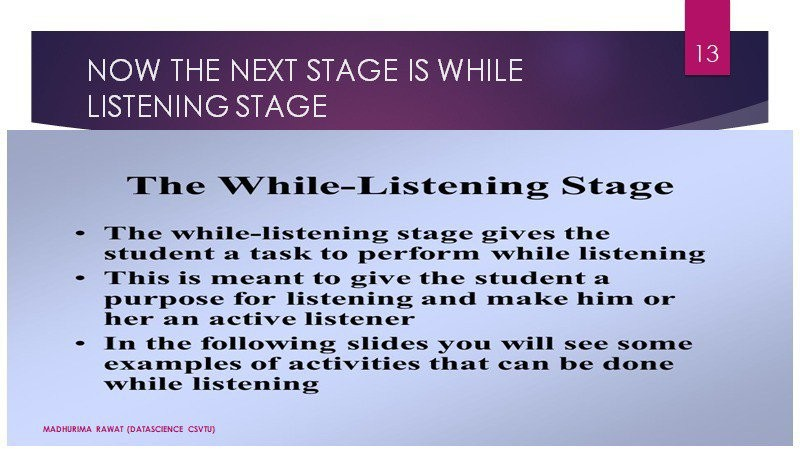 13
NOW THE NEXT STAGE IS WHILE
LISTENING STAGE
The While-Listening Stage
• The while-listening stage gives the
student a task to perform while listening
• This is meant to give the student a
purpose for listening and make him or
her an active listener
• In the following slides you will see some
examples of activities that can be done
while listening
MADHURIMA RAWAT (DATASCIENCE CSVTU)